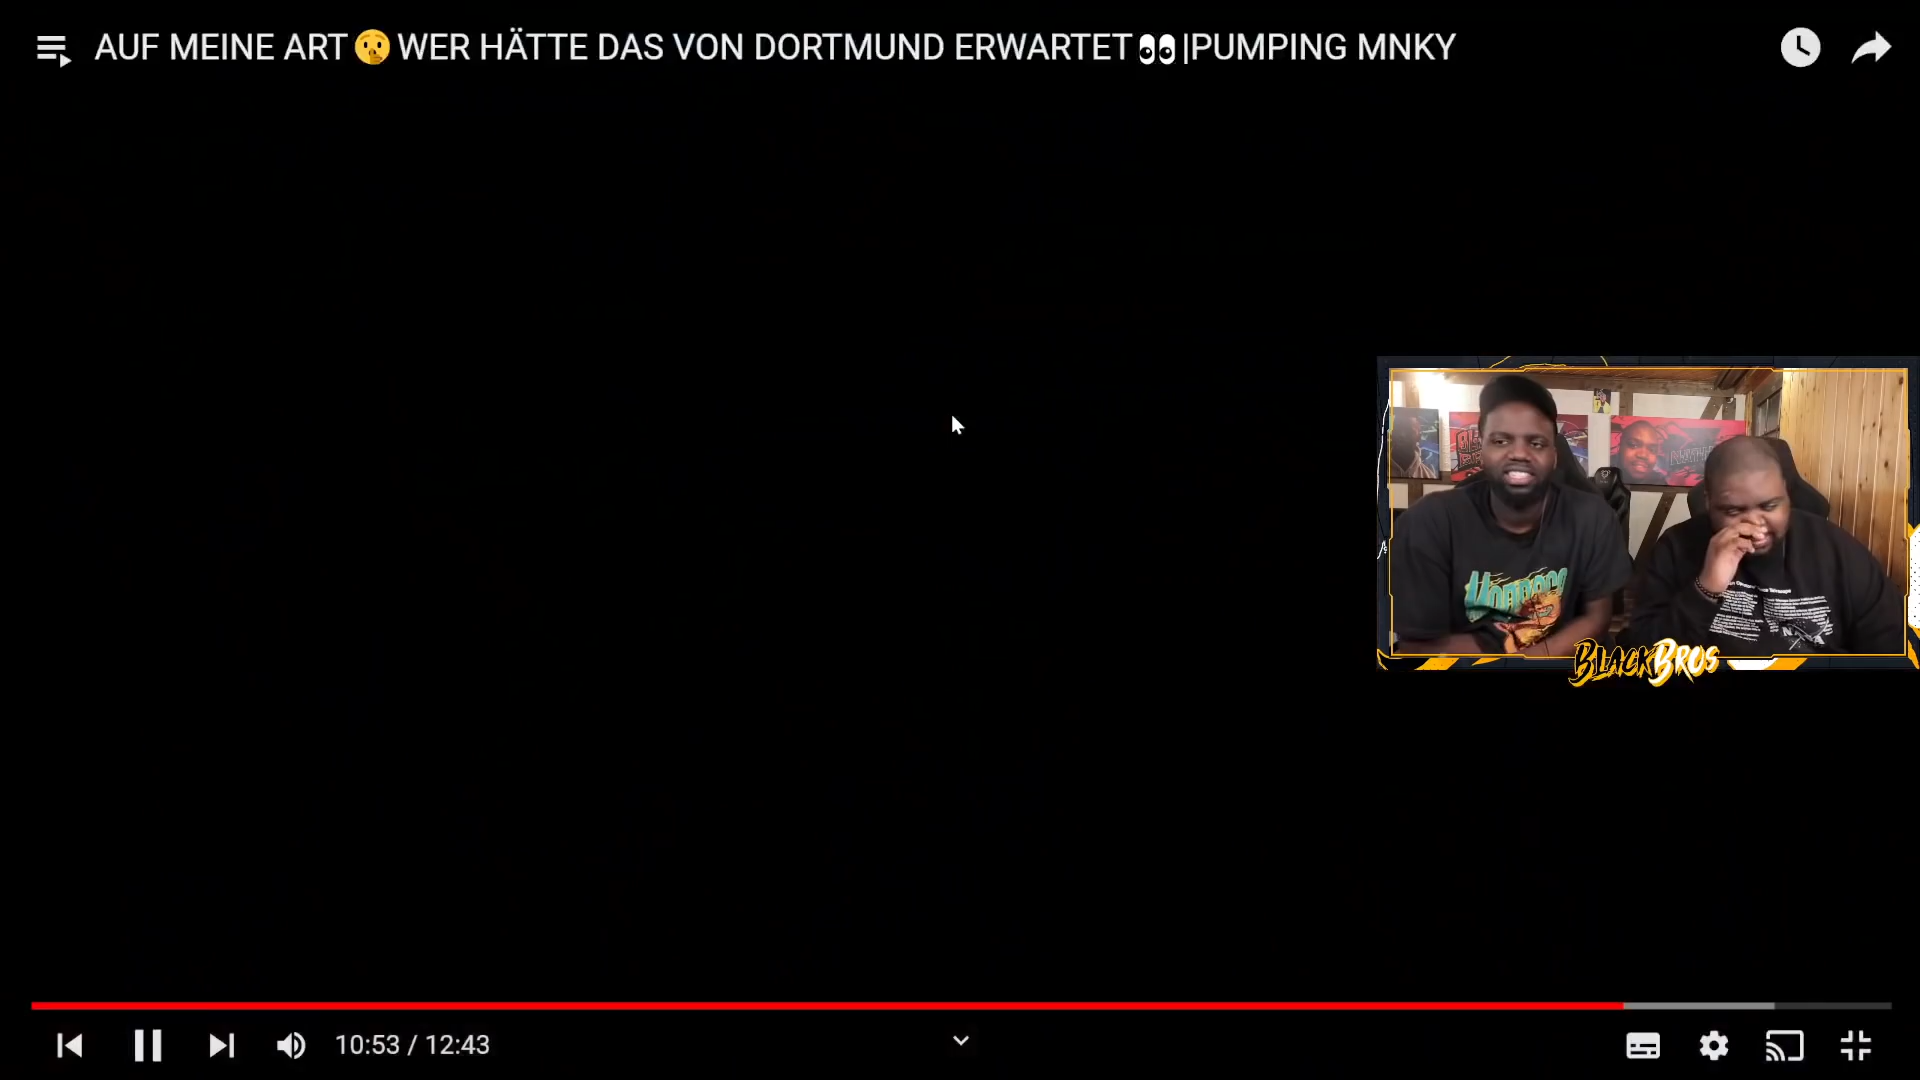 AUF MEINE ART🤫WER HÄTTE DAS VON DORTMUND ERWARTET👀|PUMPING MNKY
BLACKBROS
10:53 / 12:43